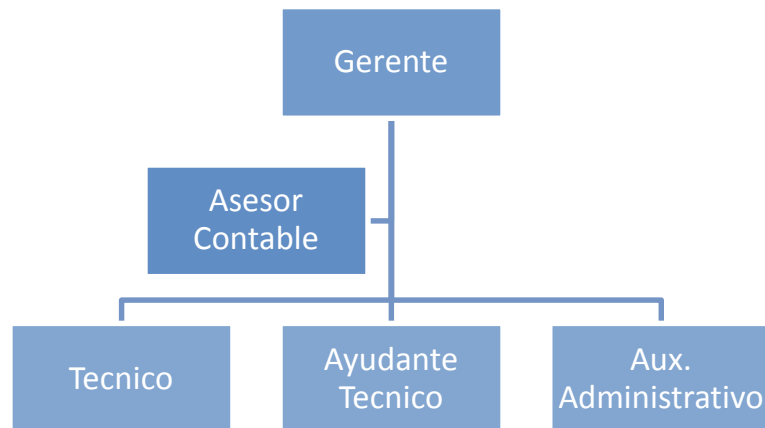 Gerente
Asesor
Contable
Tecnico
Ayudante
Tecnico
Aux.
Administrativo